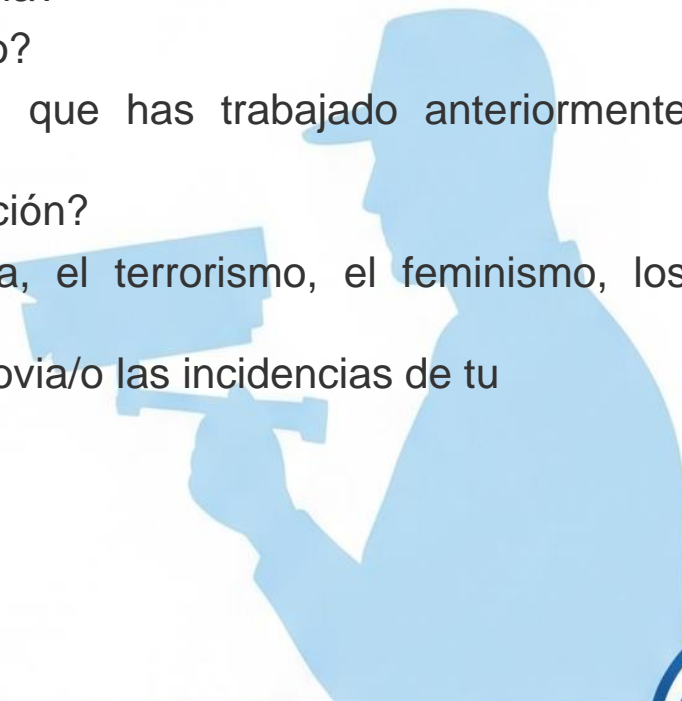 o?
que has trabajado anteriormente
ción?
a, el terrorismo, el feminismo, los
ovia/o las incidencias de tu